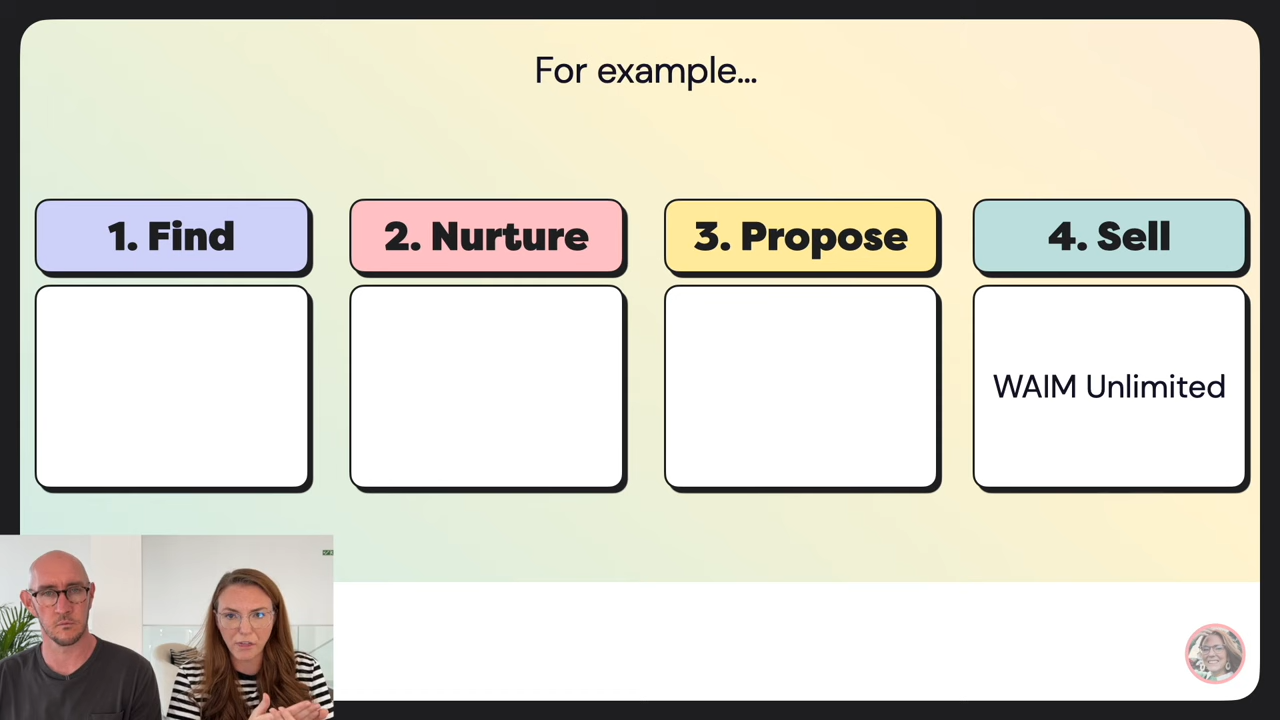 For example...
1. Find
2. Nurture
3. Propose
4. Sell
WAIM Unlimited